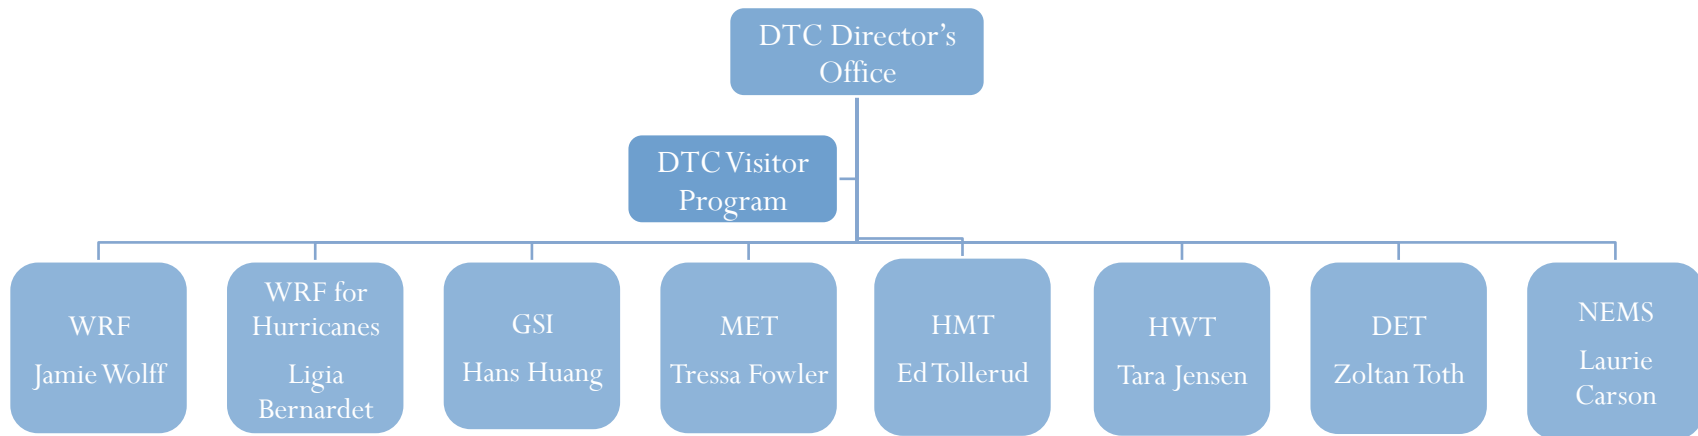 DTC Director’s
Office
DTC Visitor
Program
WRF
Jamie Wolff
WRF for
Hurricanes
Ligia
Bernardet
GSI
Hans Huang
MET
Tressa Fowler
HMT
Ed Tollerud
HWT
Tara Jensen
DET
Zoltan Toth
NEMS
Laurie
Carson